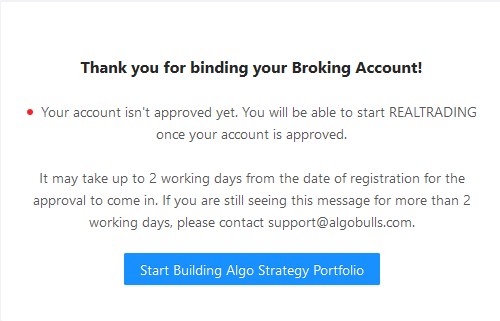 Thank you for binding your Broking Account!
Your account isn't approved yet. You will be able to start REALTRADING
once your account is approved.
It may take up to 2 working days from the date of registration for the
approval to come in. If you are still seeing this message for more than 2
working days, please contact support@algobulls.com.
Start Building Algo Strategy Portfolio